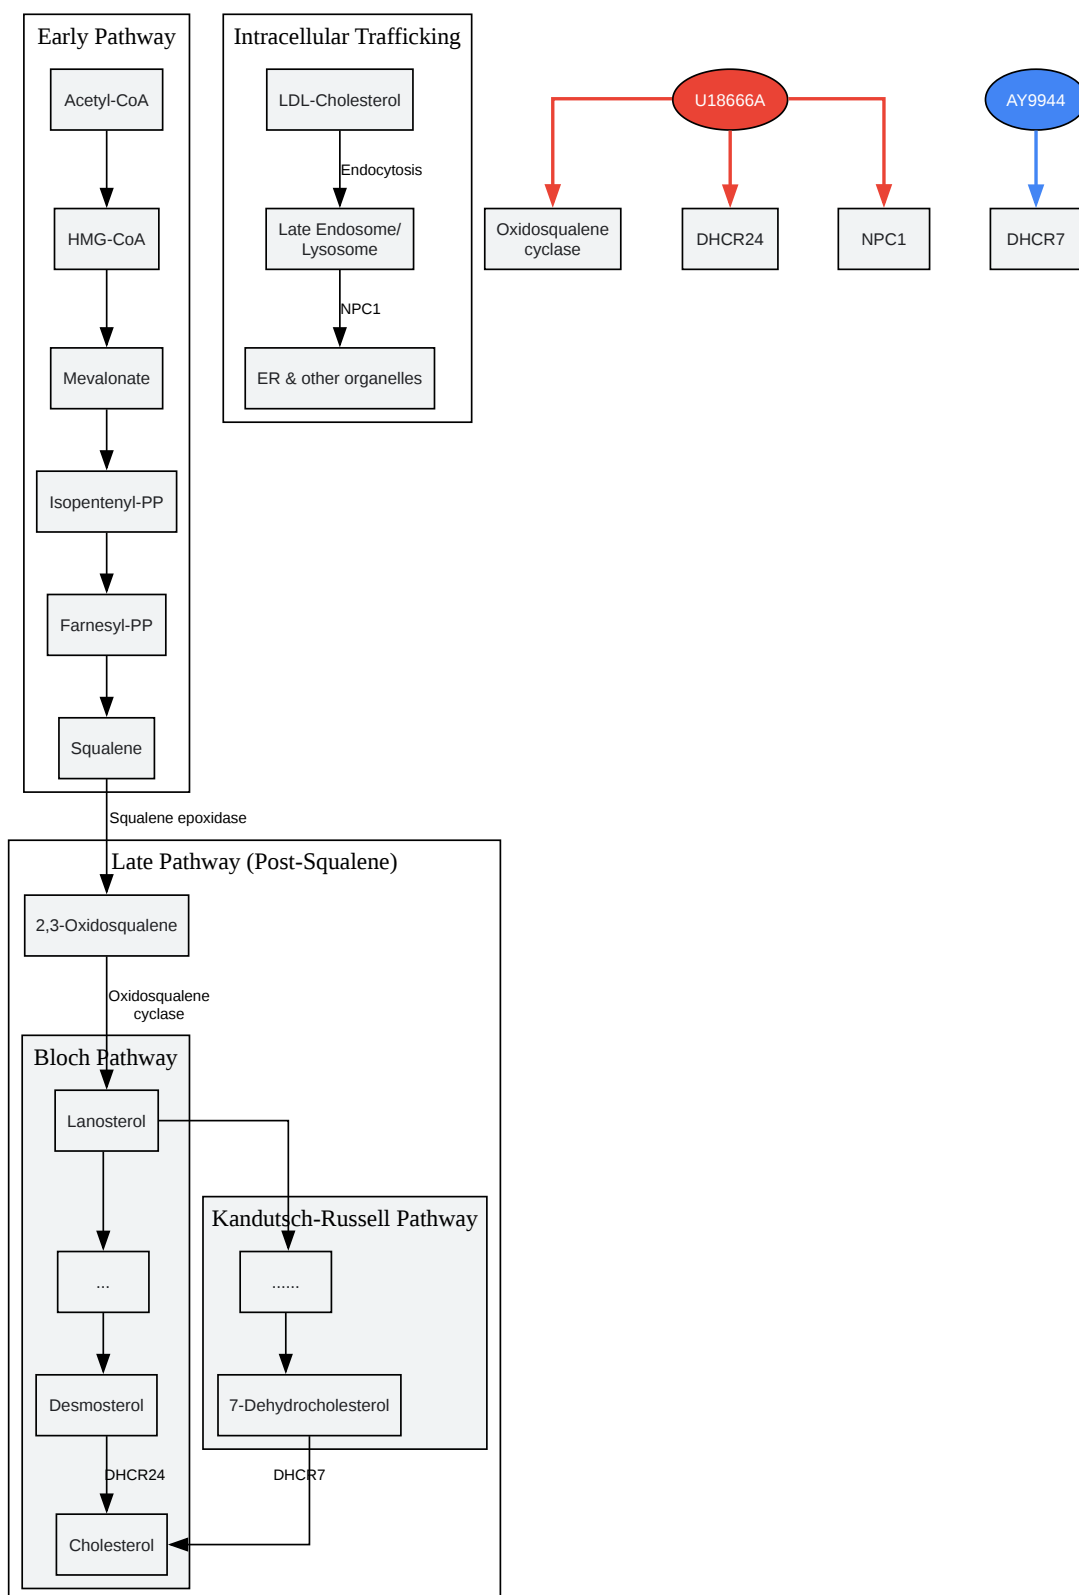 Early Pathway
Acetyl-CoA
HMG-CoA
Mevalonate
Isopentenyl-PP
Farnesyl-PP
Squalene
Squalene epoxidase
Intracellular Trafficking
LDL-Cholesterol
Endocytosis
Late Endosome/
Lysosome
NPC1
ER & other organelles
U18666A
Oxidosqualene
cyclase
DHCR24
NPC1
AY9944
DHCR7
Late Pathway (Post-Squalene)
2,3-Oxidosqualene
Oxidosqualene
cyclase
Bloch Pathway
Lanosterol
...
Desmosterol
DHCR24
Cholesterol
Kandutsch-Russell Pathway
......
7-Dehydrocholesterol
DHCR7